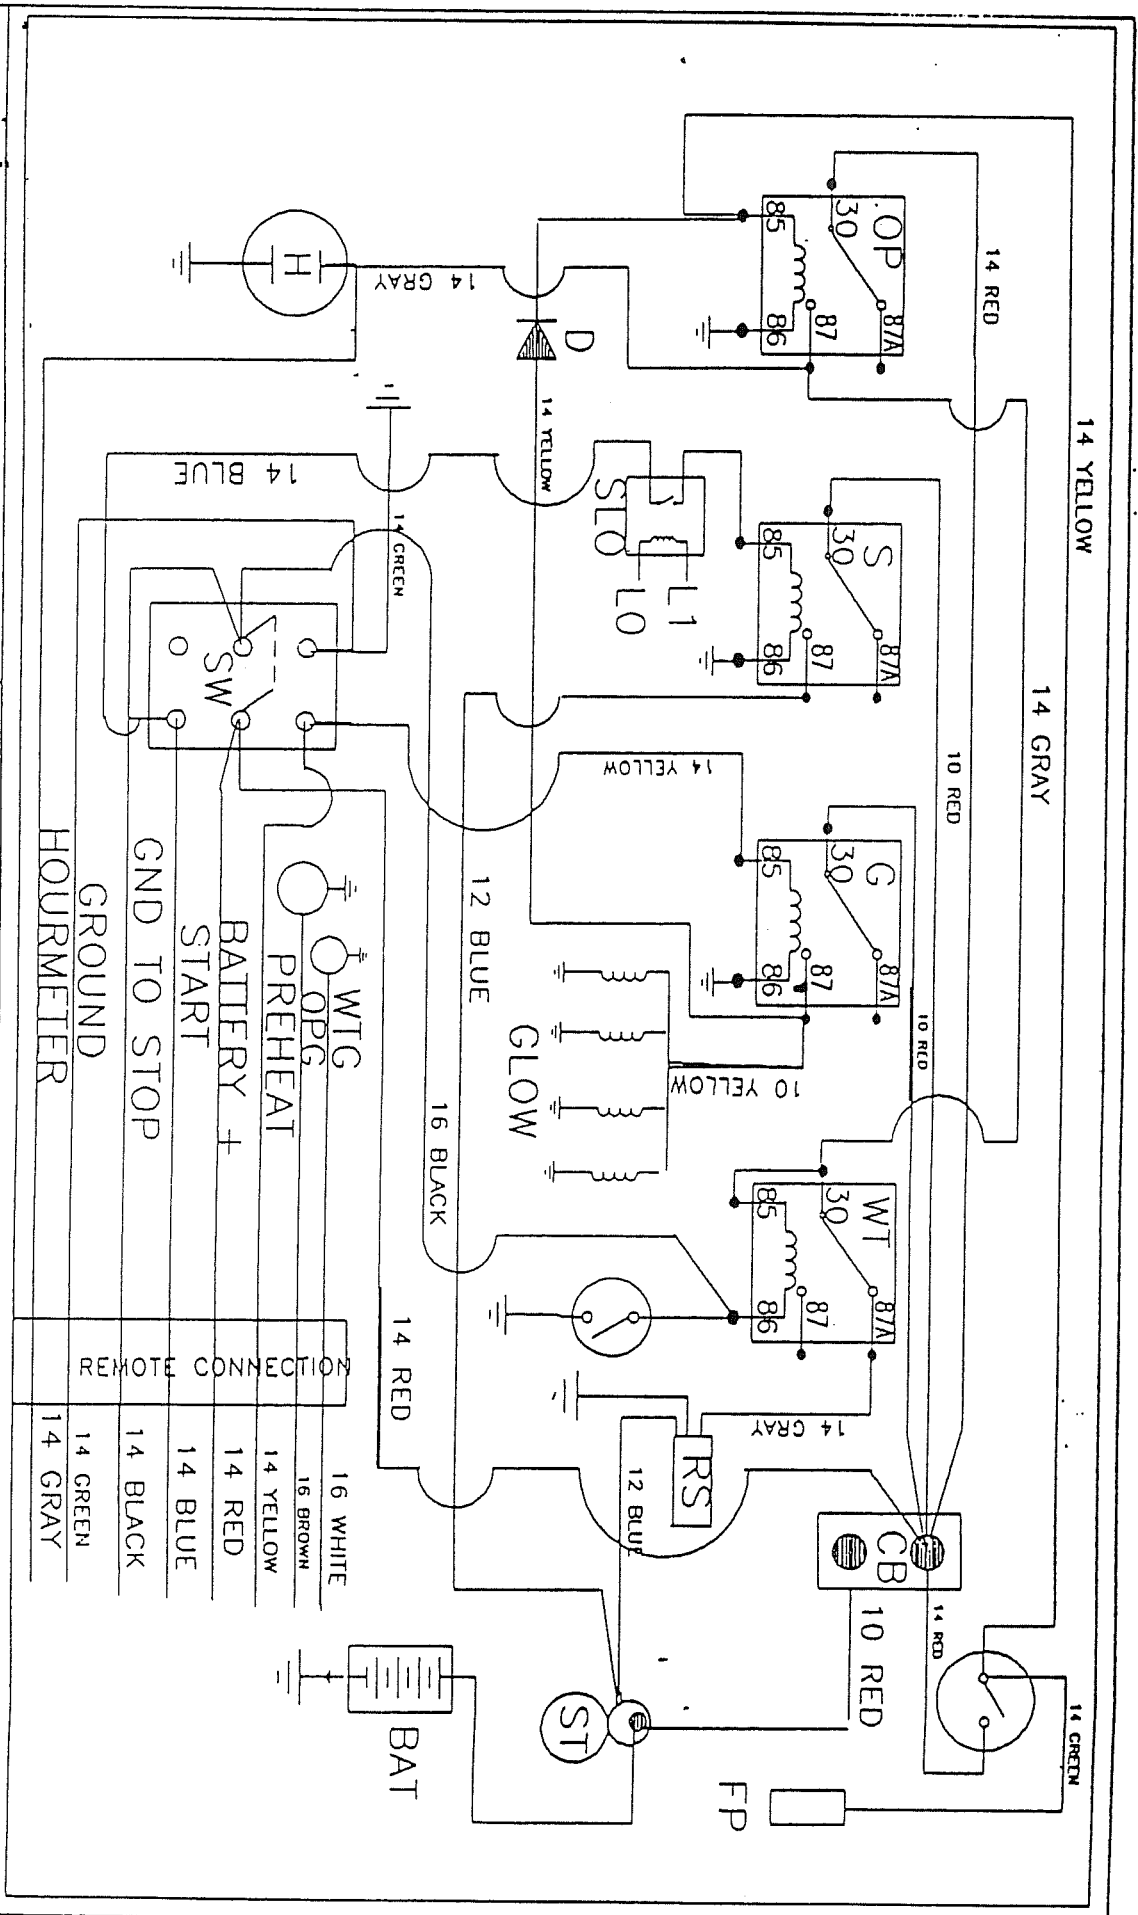 14 YELLOW
14 RED
14 GRAY
10 RED
10 RED
OP
30
87A
85
86
87
S
30
87A
85
86
87
G
30
87A
85
86
87
WT
30
87A
85
86
87
14 GRAY
H
D
14 YELLOW
SLO
L1
LO
14 BLUE
14 GREEN
SW
14 YELLOW
12 BLUE
10 YELLOW
GLOW
16 BLACK
14 GRAY
RS
12 BLUE
CB
10 RED
14 RED
14 GREEN
FP
ST
BAT
14 RED
WTG
OPG
PREHEAT
BATTERY +
START
GND TO STOP
GROUND
HOURMETER
REMOTE CONNECTION
16 WHITE
16 BROWN
14 YELLOW
14 RED
14 BLUE
14 BLACK
14 GREEN
14 GRAY